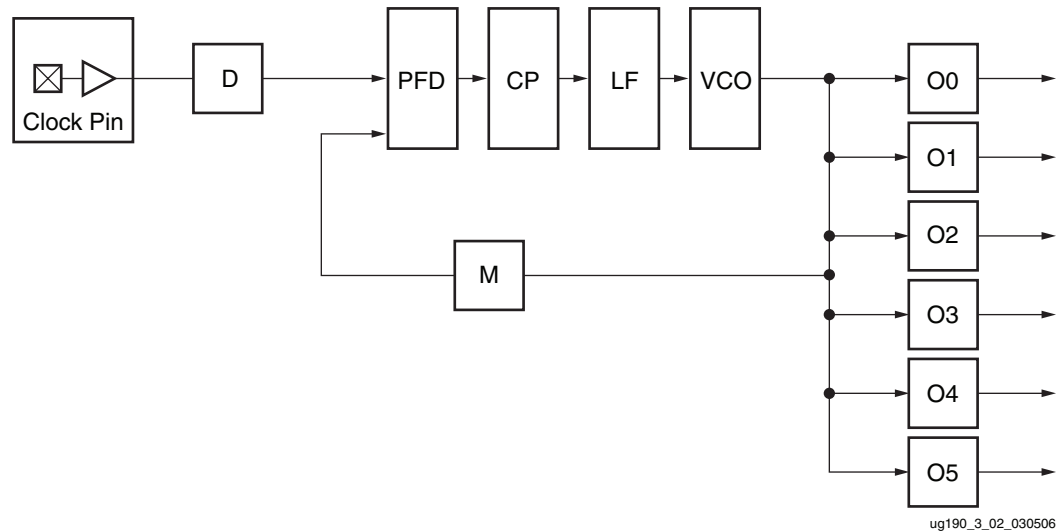 Clock Pin
D
PFD
CP
LF
VCO
O0
O1
O2
M
O3
O4
O5
ug190_3_02_030506